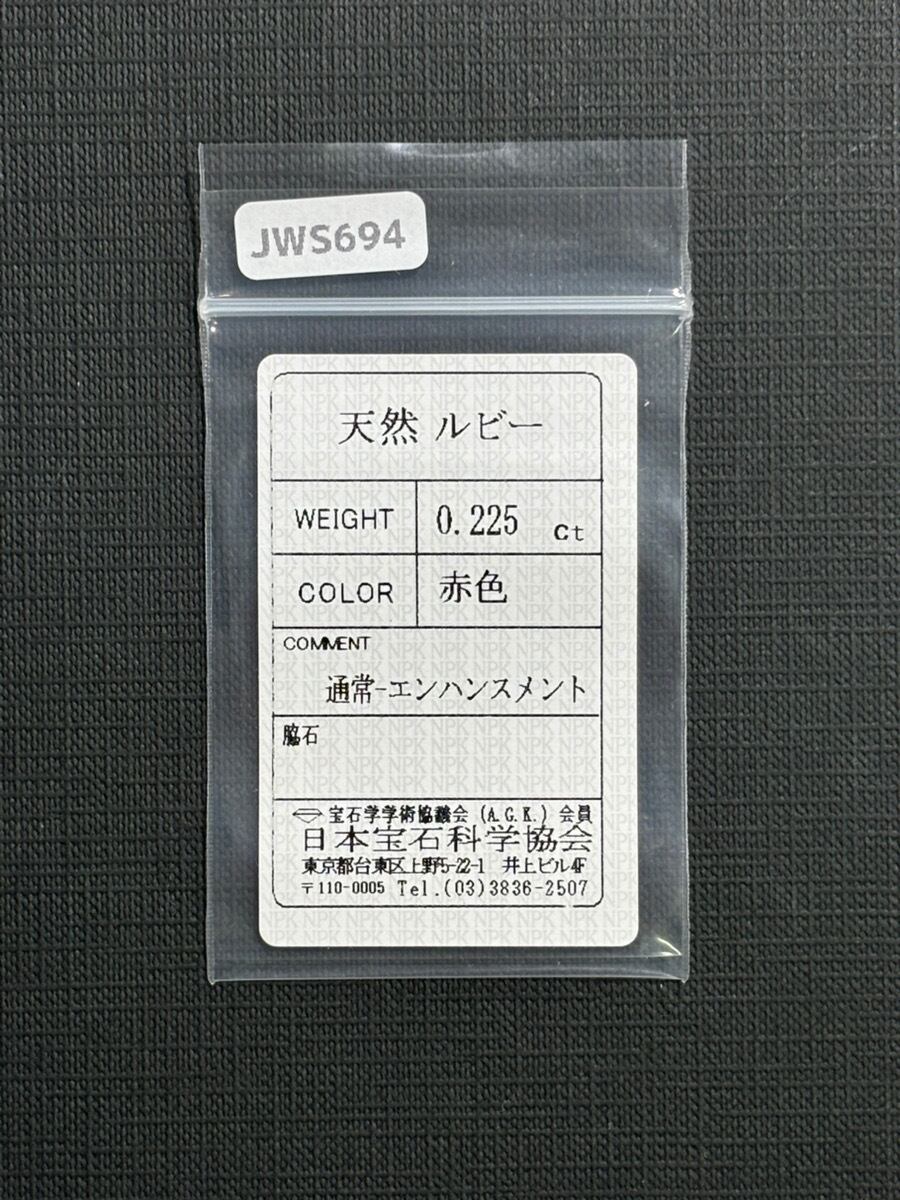 JWS694
天然 ルビー
WEIGHT 0.225 ct
COLOR 赤色
COMMENT
通常-エンハンスメント
脇石
宝石学学術協議会 (A.G.K.) 会員
日本宝石科学協会
東京都台東区上野5-22-1 井上ビル4F
〒110-0005 Tel.(03)3836-2507
NPK